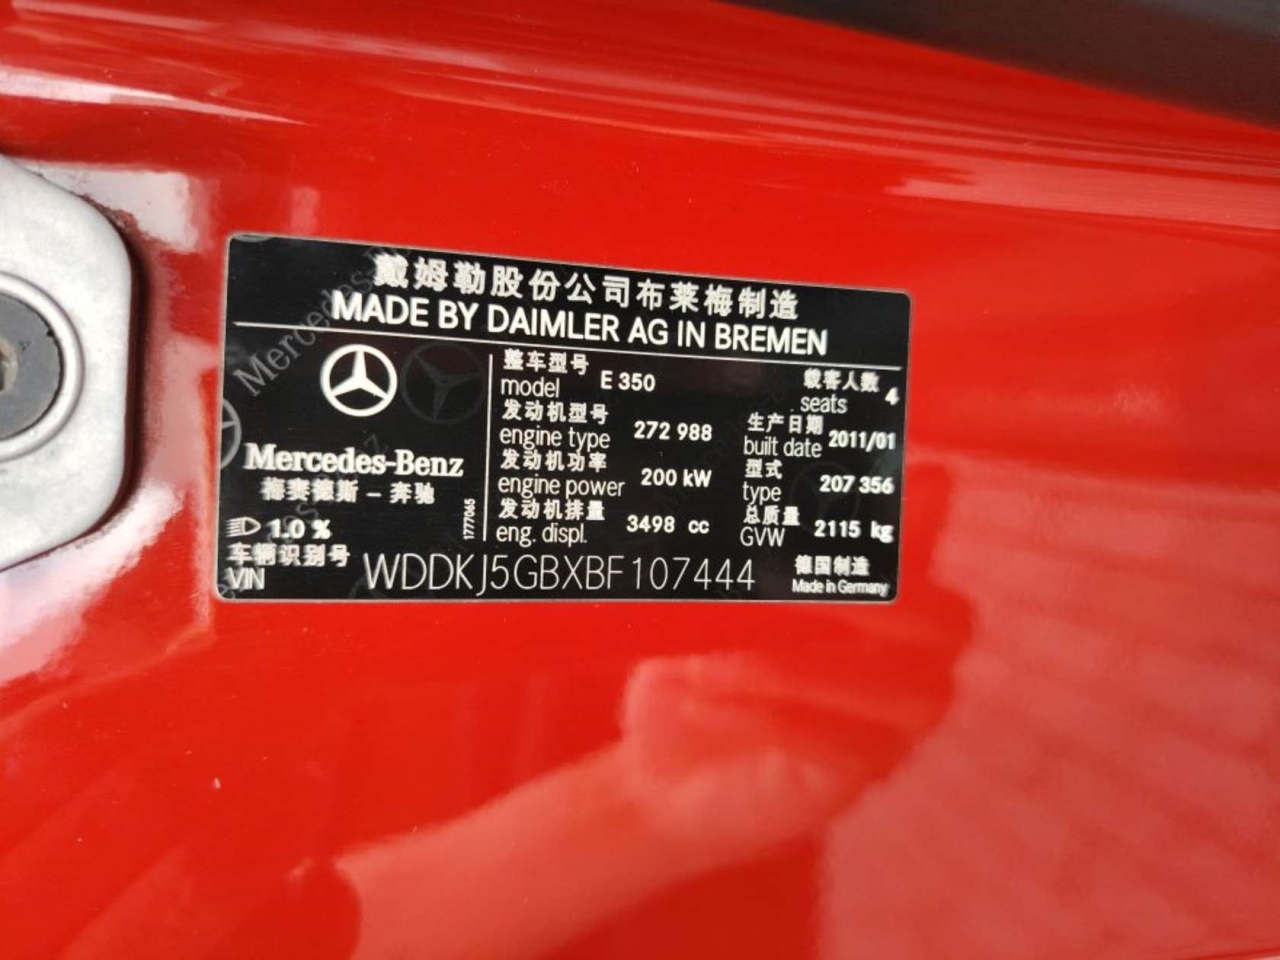 戴姆勒股份公司布莱梅制造
MADE BY DAIMLER AG IN BREMEN
Mercedes-Benz
梅赛德斯 - 奔驰
1.0 %
1777065
整车型号
model E 350
载客人数
seats 4
发动机型号
engine type 272 988
生产日期
built date 2011/01
发动机功率
engine power 200 kW
型式
type 207 356
发动机排量
eng. displ. 3498 cc
总质量
GVW 2115 kg
车辆识别号
VIN WDDKJ5GBXBF107444
德国制造
Made in Germany